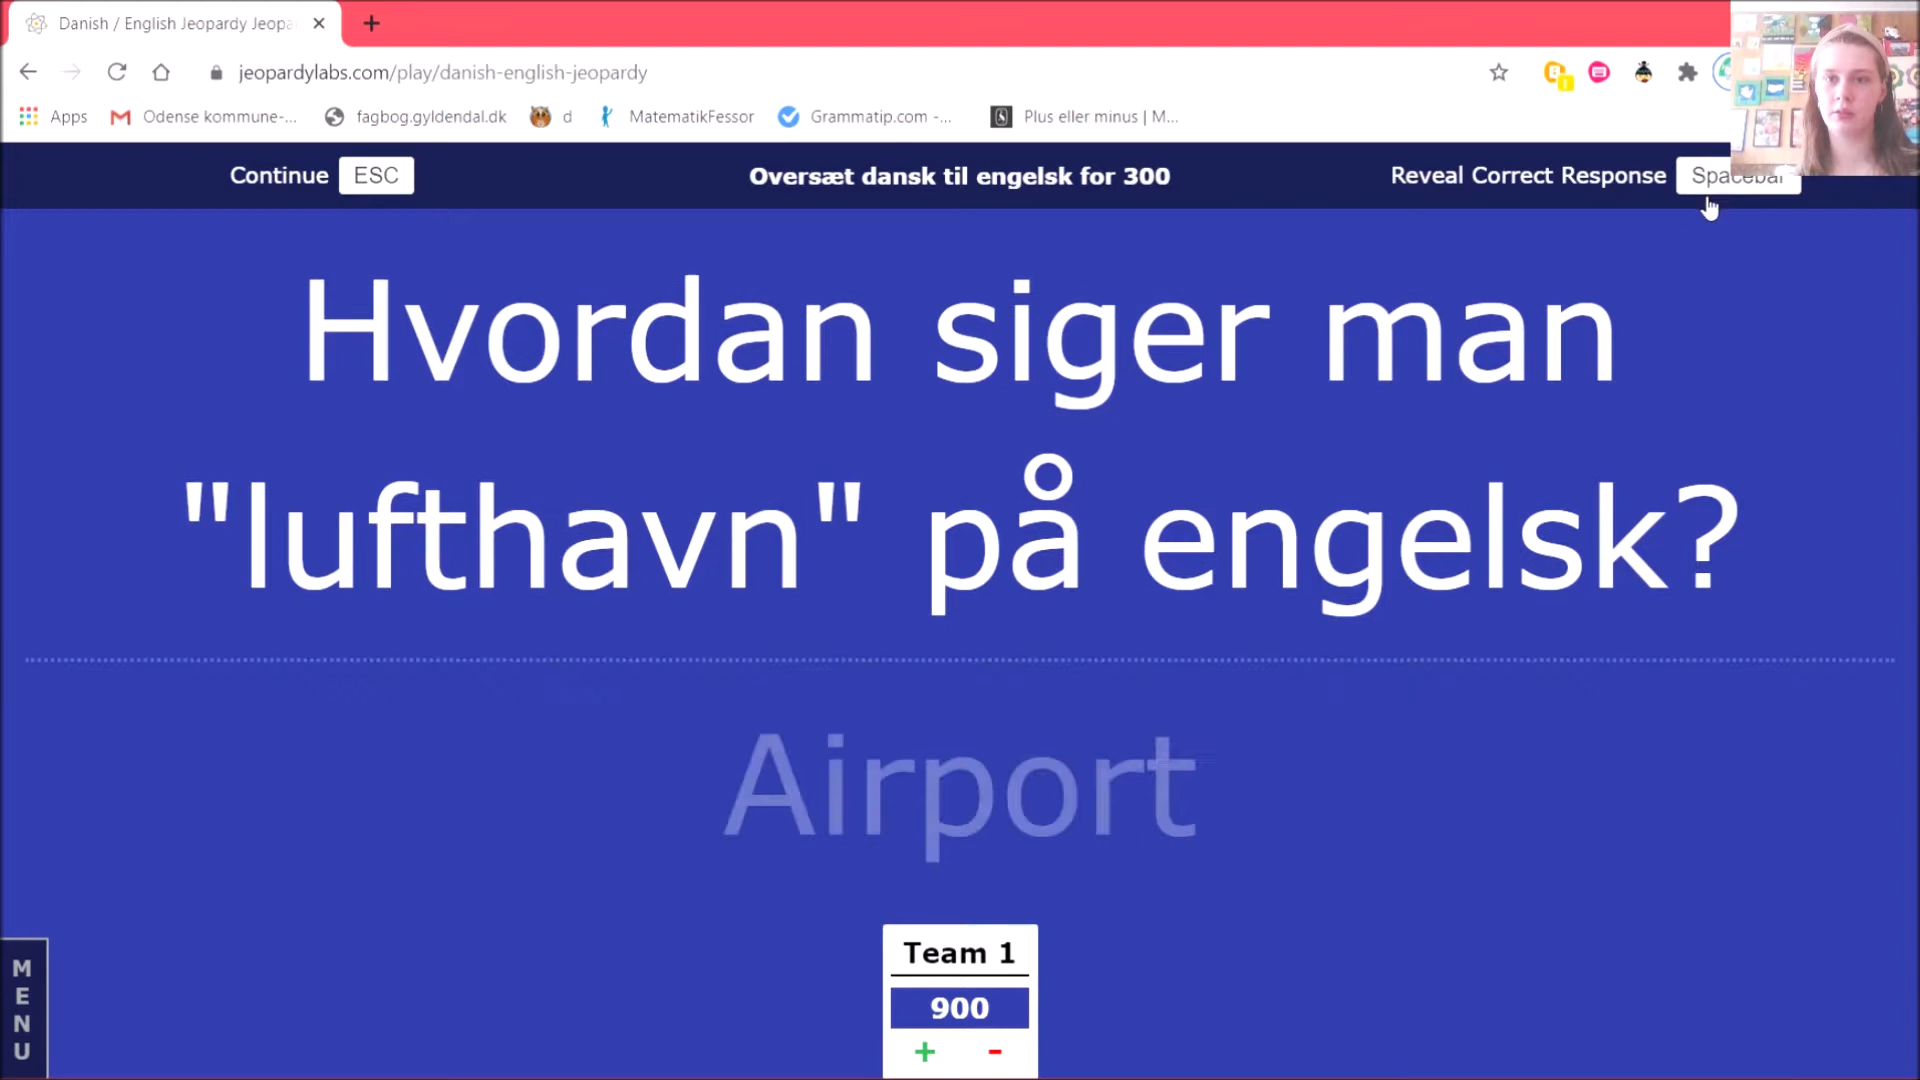 Danish / English Jeopardy Jeopa
jeopardylabs.com/play/danish-english-jeopardy
Apps
Odense kommune-...
fagbog.gyldendal.dk
d
MatematikFessor
Grammatip.com -...
Plus eller minus | M...
Continue ESC
Oversæt dansk til engelsk for 300
Reveal Correct Response Spacebar
Hvordan siger man
"lufthavn" på engelsk?
Airport
Team 1
900
+ -
MENU